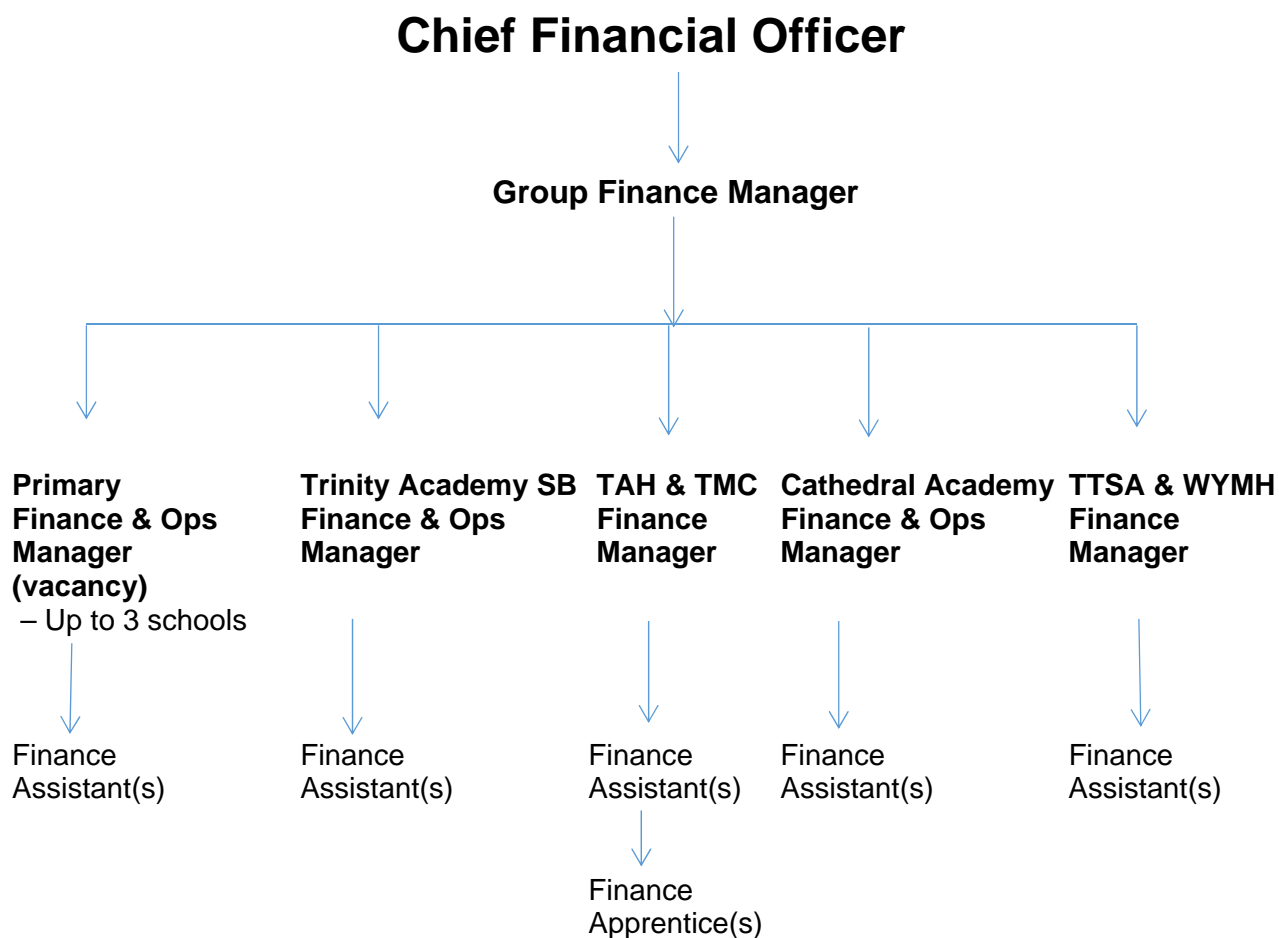 Chief Financial Officer
Group Finance Manager
Primary
Finance & Ops
Manager
(vacancy)
– Up to 3 schools
Trinity Academy SB
Finance & Ops
Manager
TAH & TMC
Finance
Manager
Cathedral Academy
Finance & Ops
Manager
TTSA & WYMH
Finance
Manager
Finance
Assistant(s)
Finance
Assistant(s)
Finance
Assistant(s)
Finance
Assistant(s)
Finance
Assistant(s)
Finance
Apprentice(s)